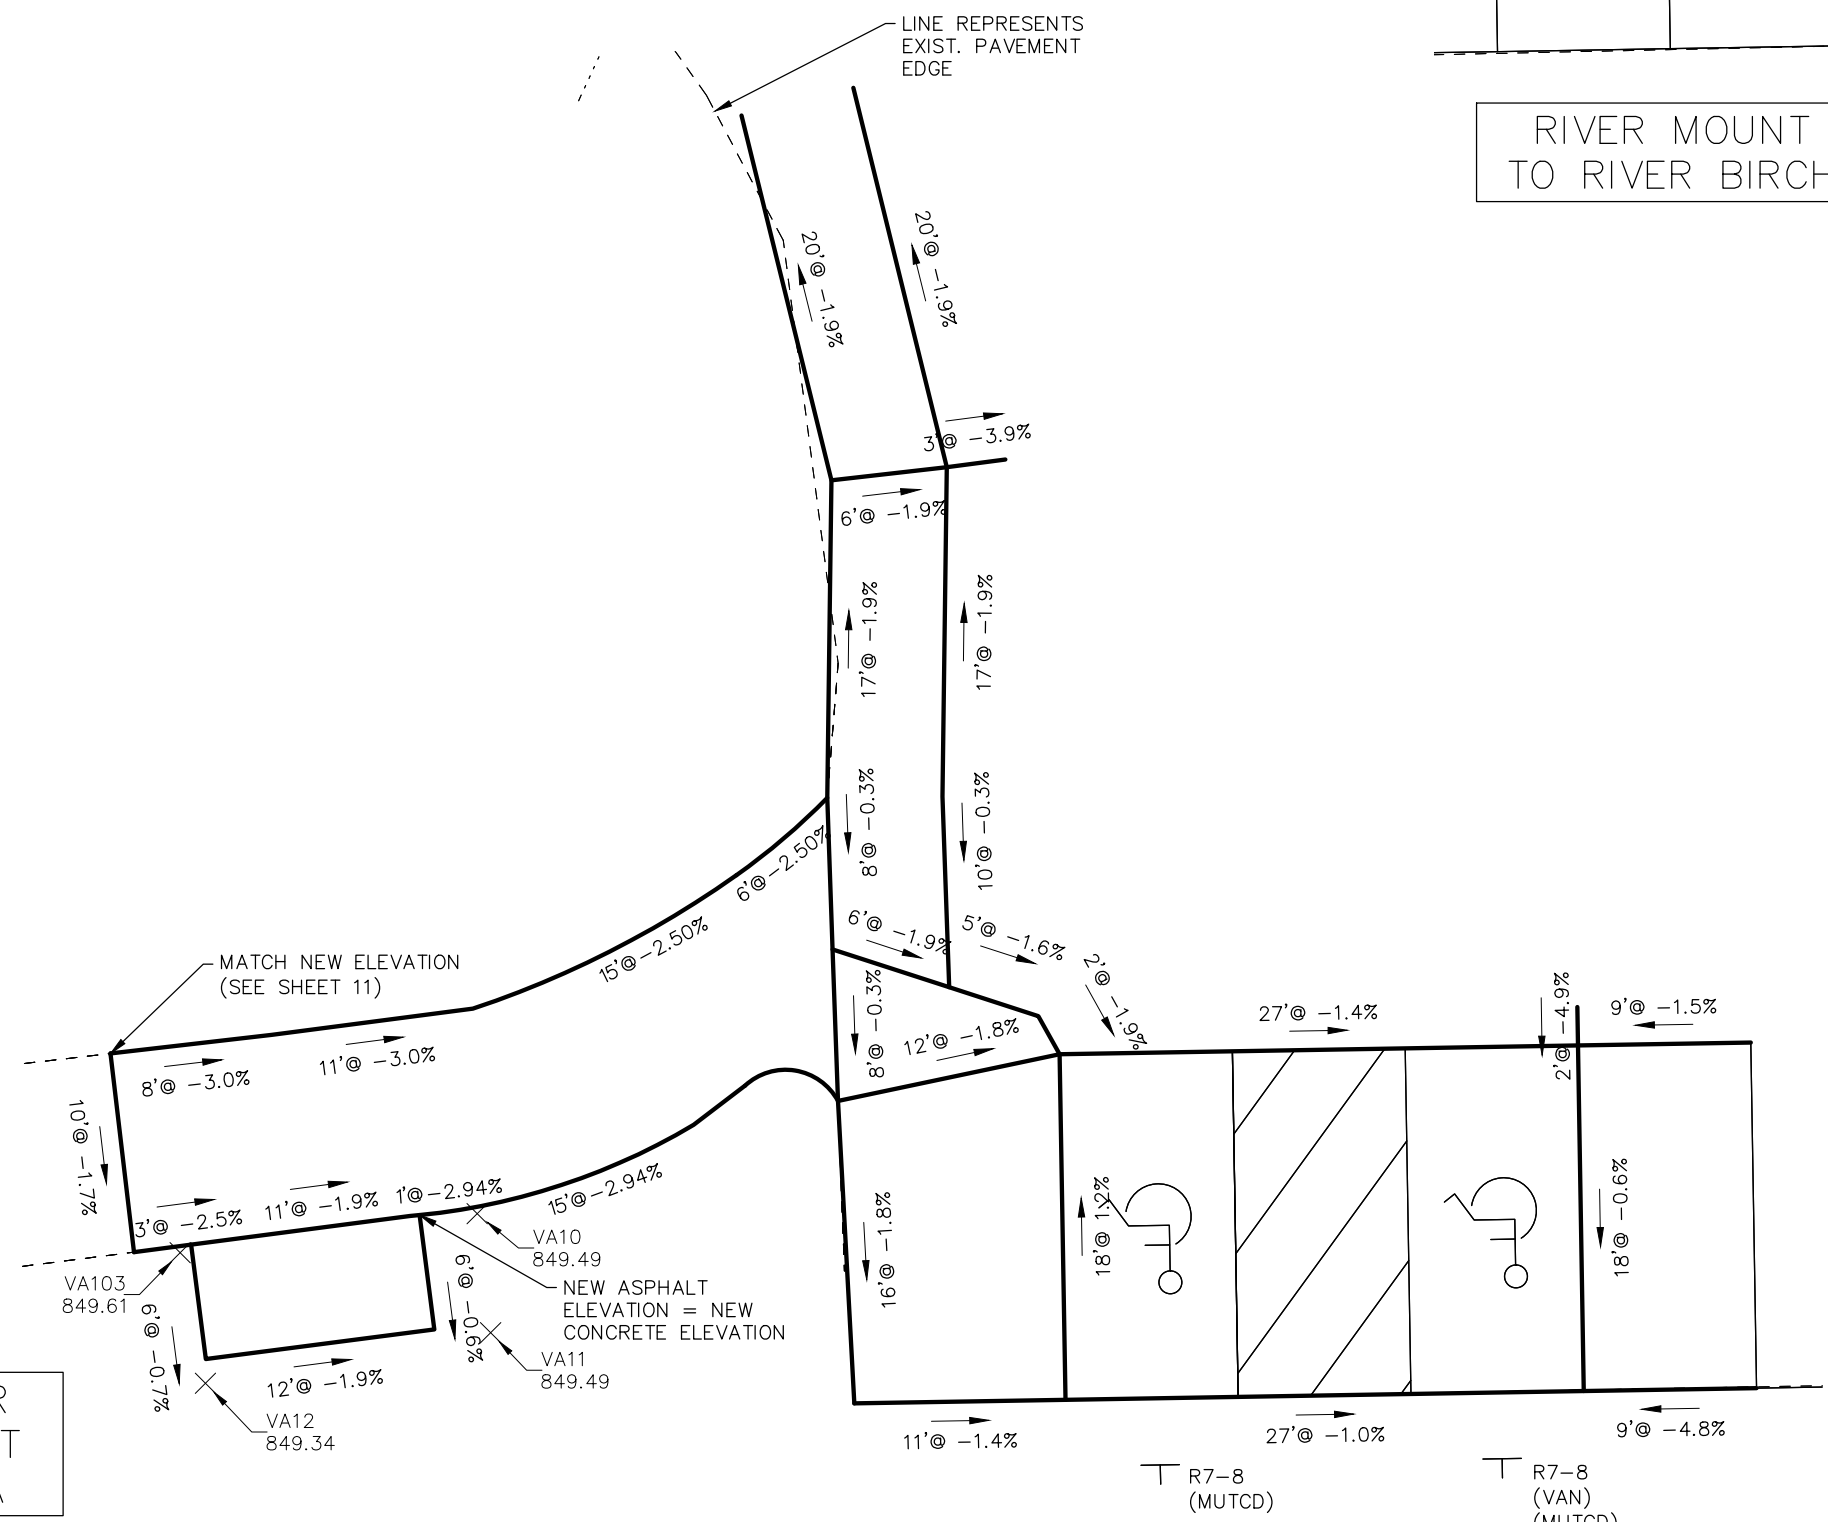 LINE REPRESENTS
EXIST. PAVEMENT
EDGE
RIVER MOUNT
TO RIVER BIRCH
20'@ -1.9%
20'@ -1.9%
3'@ -3.9%
6'@ -1.9%
17'@ -1.9%
17'@ -1.9%
8'@ -0.3%
10'@ -0.3%
6'@-2.50%
15'@-2.50%
6'@ -1.9%
5'@ -1.6%
2'@ -1.9%
MATCH NEW ELEVATION
(SEE SHEET 11)
8'@ -0.3%
12'@ -1.8%
27'@ -1.4%
2'@ -4.9%
9'@ -1.5%
8'@ -3.0%
11'@ -3.0%
10'@ -1.7%
3'@ -2.5%
11'@ -1.9%
1'@-2.94%
15'@-2.94%
16'@ -1.8%
18'@ 1.2%
18'@ -0.6%
VA10
849.49
VA103
849.61
NEW ASPHALT
ELEVATION = NEW
CONCRETE ELEVATION
6'@ -0.7%
6'@ -0.6%
VA11
849.49
12'@ -1.9%
VA12
849.34
11'@ -1.4%
27'@ -1.0%
9'@ -4.8%
R7-8
(MUTCD)
R7-8
(VAN)
(MUTCD)
T